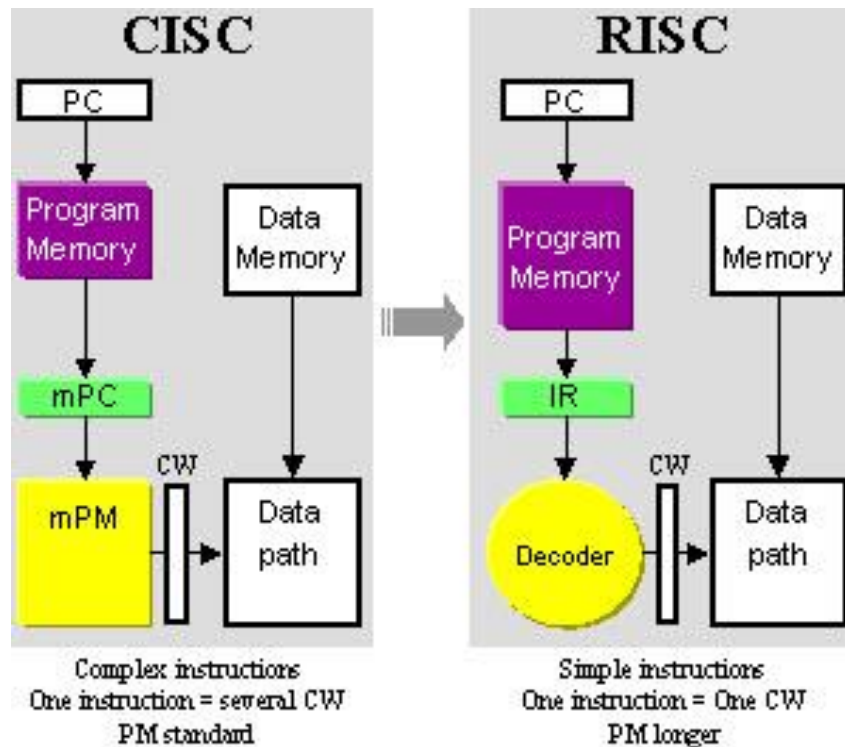 CISC
PC
Program
Memory
Data
Memory
mPC
mPM
CW
Data
path
Complex instructions
One instruction = several CW
PM standard
RISC
PC
Program
Memory
Data
Memory
IR
Decoder
CW
Data
path
Simple instructions
One instruction = One CW
PM longer